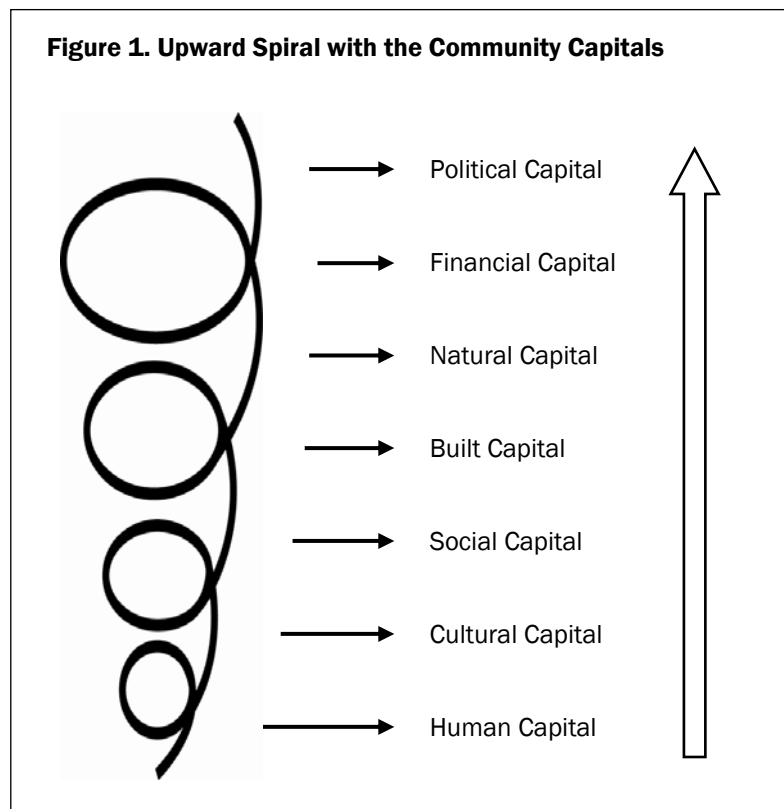 Figure 1. Upward Spiral with the Community Capitals
Political Capital
Financial Capital
Natural Capital
Built Capital
Social Capital
Cultural Capital
Human Capital